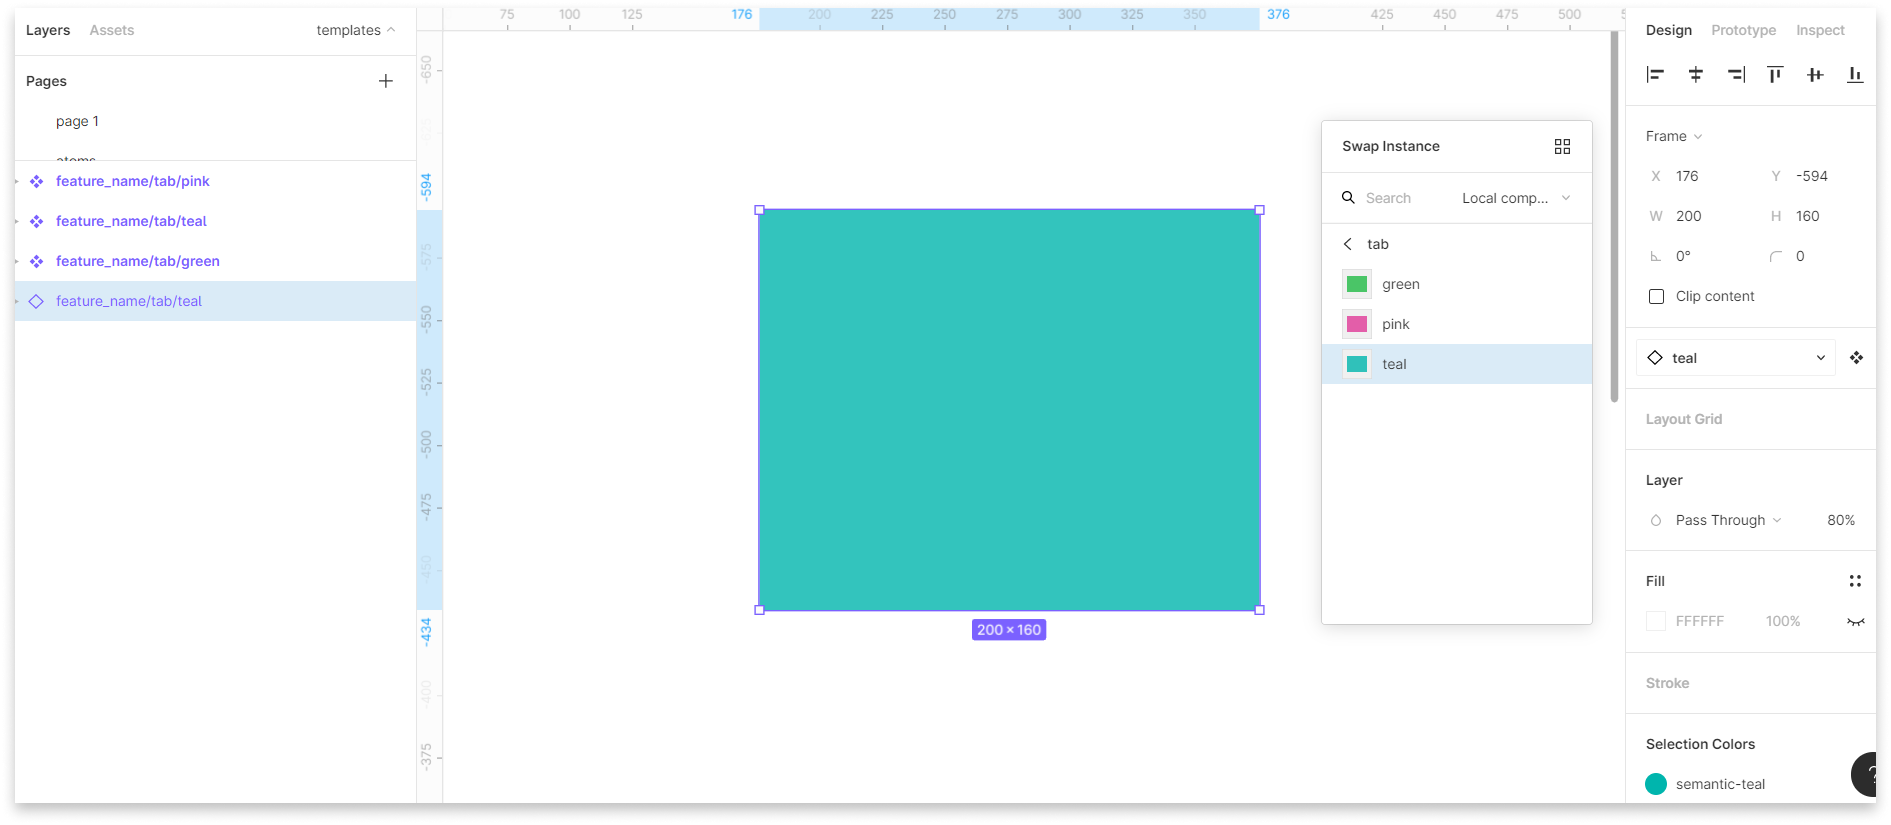 Layers Assets templates
Pages
page 1
atoms
feature_name/tab/pink
feature_name/tab/teal
feature_name/tab/green
feature_name/tab/teal
75 100 125 176 200 225 250 275 300 325 350 376 425 450 475 500
-650
-625
-594
-575
-550
-525
-500
-475
-450
-434
-400
-375
200 × 160
Swap Instance
Search Local comp...
tab
green
pink
teal
Design Prototype Inspect
Frame
X 176 Y -594
W 200 H 160
0° 0
Clip content
teal
Layout Grid
Layer
Pass Through 80%
Fill
FFFFFF 100%
Stroke
Selection Colors
semantic-teal
?